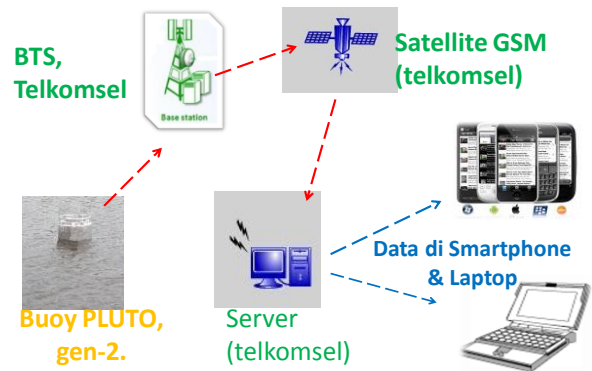 BTS,
Telkomsel
Base station
Satellite GSM
(telkomsel)
Buoy PLUTO,
gen-2.
Server
(telkomsel)
Data di Smartphone
& Laptop